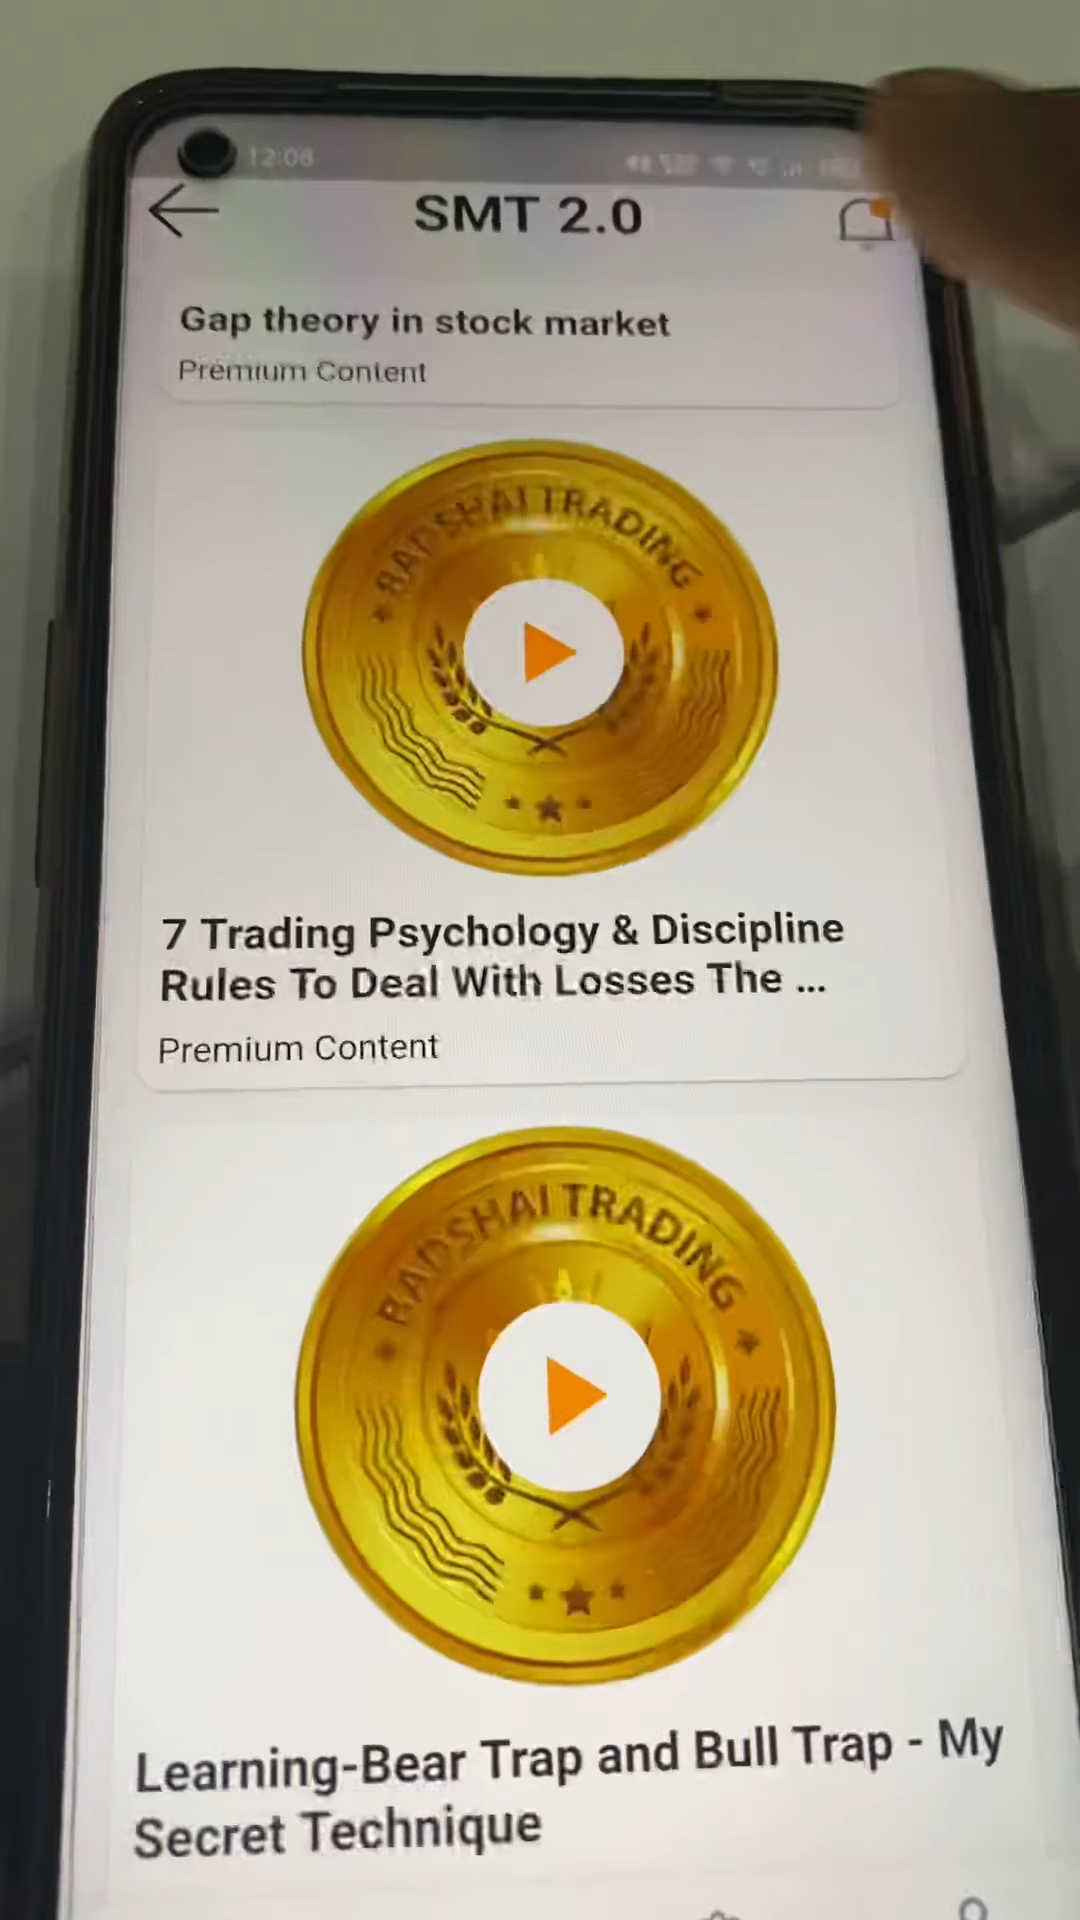 12:08
SMT 2.0
Gap theory in stock market
Premium Content
BADSHAI TRADING
7 Trading Psychology & Discipline
Rules To Deal With Losses The ...
Premium Content
BADSHAI TRADING
Learning-Bear Trap and Bull Trap - My
Secret Technique